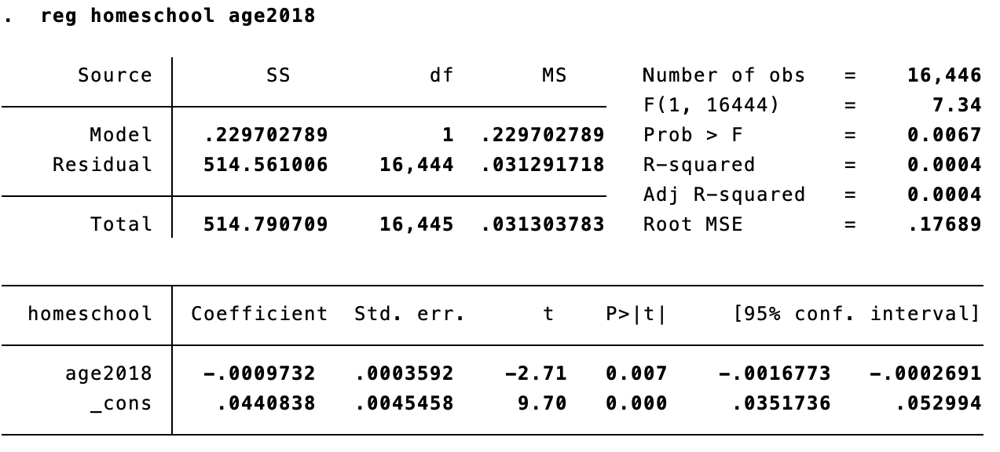 . reg homeschool age2018
Source SS df MS Number of obs = 16,446
F(1, 16444) = 7.34
Model .229702789 1 .229702789 Prob > F = 0.0067
Residual 514.561006 16,444 .031291718 R-squared = 0.0004
Adj R-squared = 0.0004
Total 514.790709 16,445 .031303783 Root MSE = .17689
homeschool Coefficient Std. err. t P>|t| [95% conf. interval]
age2018 -.0009732 .0003592 -2.71 0.007 -.0016773 -.0002691
_cons .0440838 .0045458 9.70 0.000 .0351736 .052994